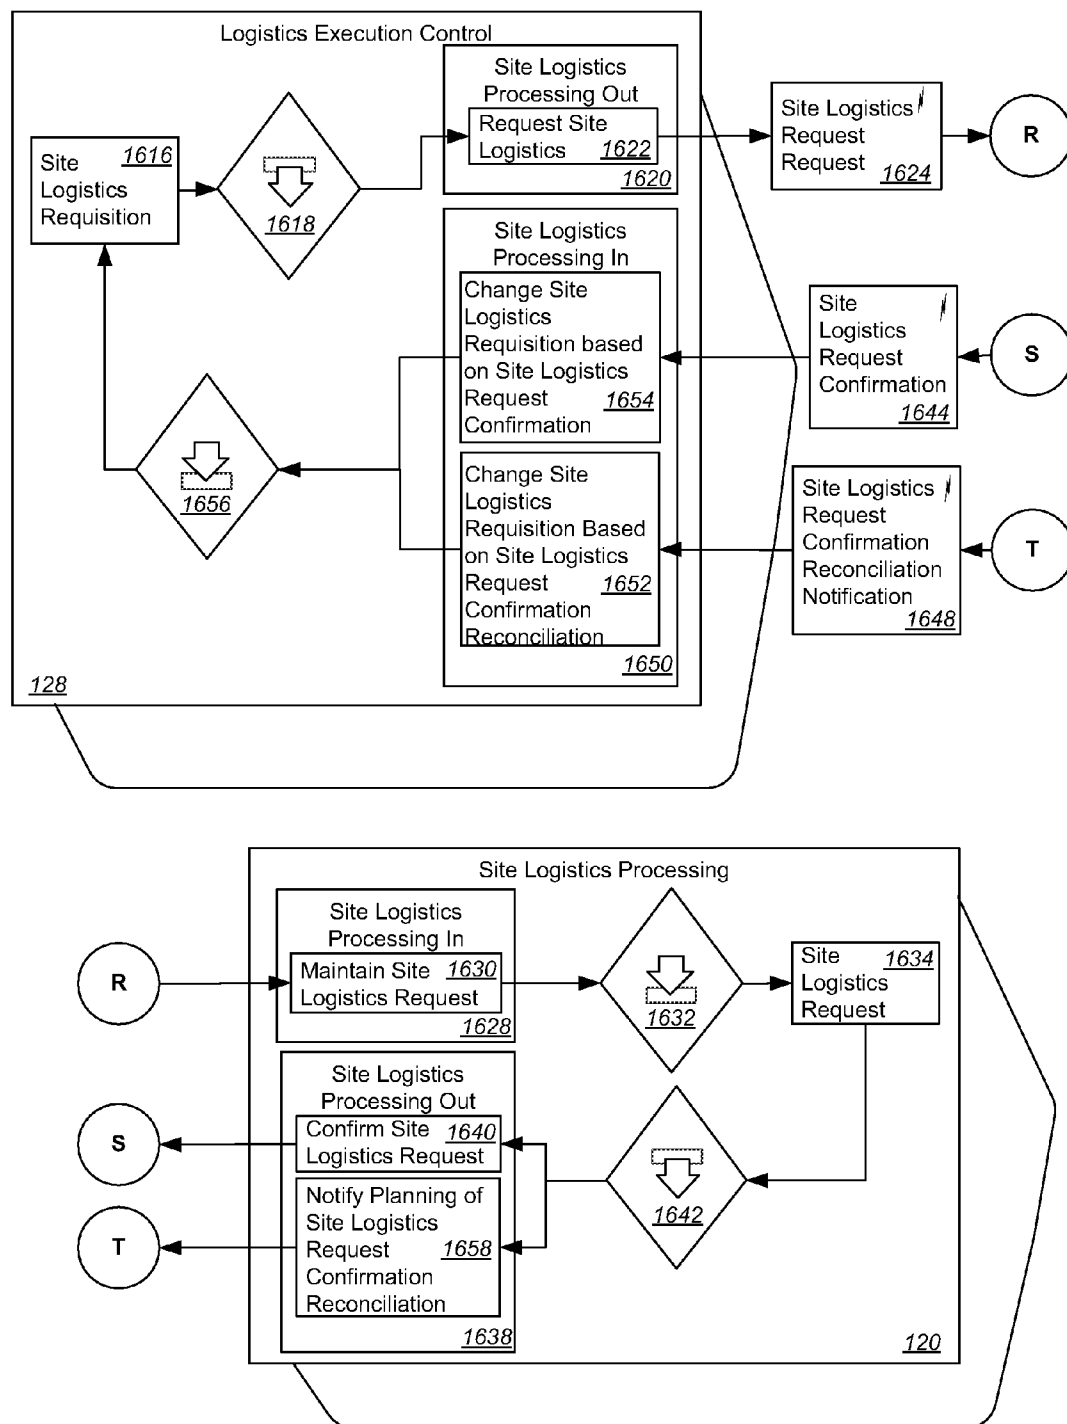 Logistics Execution Control
Site Logistics
Processing Out
Request Site
Logistics
1622
1620
Site Logistics
Request
Request
1624
R
1616
Site
Logistics
Requisition
1618
Site Logistics
Processing In
Change Site
Logistics
Requisition based
on Site Logistics
Request
Confirmation
1654
Site
Logistics
Request
Confirmation
1644
S
1656
Change Site
Logistics
Requisition Based
on Site Logistics
Request
Confirmation
Reconciliation
1652
1650
Site Logistics
Request
Confirmation
Reconciliation
Notification
1648
T
128
Site Logistics Processing
Site Logistics
Processing In
R
Maintain Site
Logistics Request
1630
1628
1632
Site
Logistics
Request
1634
Site Logistics
Processing Out
S
Confirm Site
Logistics Request
1640
T
Notify Planning of
Site Logistics
Request
Confirmation
Reconciliation
1658
1638
1642
120